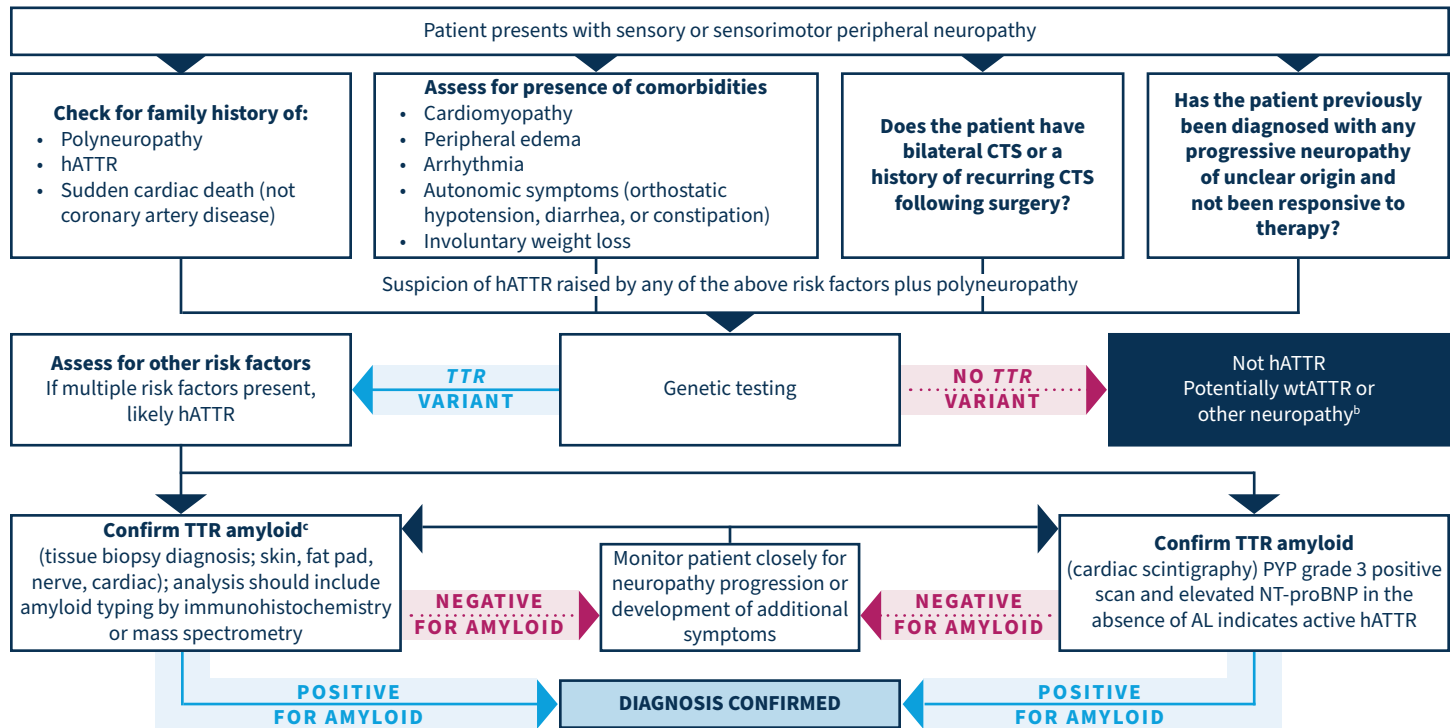 Patient presents with sensory or sensorimotor peripheral neuropathy
Check for family history of:
• Polyneuropathy
• hATTR
• Sudden cardiac death (not
coronary artery disease)
Assess for presence of comorbidities
• Cardiomyopathy
• Peripheral edema
• Arrhythmia
• Autonomic symptoms (orthostatic
hypotension, diarrhea, or constipation)
• Involuntary weight loss
Does the patient have
bilateral CTS or a
history of recurring CTS
following surgery?
Has the patient previously
been diagnosed with any
progressive neuropathy
of unclear origin and
not been responsive to
therapy?
Suspicion of hATTR raised by any of the above risk factors plus polyneuropathy
Assess for other risk factors
If multiple risk factors present,
likely hATTR
TTR
VARIANT
Genetic testing
NO TTR
VARIANT
Not hATTR
Potentially wtATTR or
other neuropathyᵇ
Confirm TTR amyloidᶜ
(tissue biopsy diagnosis; skin, fat pad,
nerve, cardiac); analysis should include
amyloid typing by immunohistochemistry
or mass spectrometry
NEGATIVE
FOR AMYLOID
Monitor patient closely for
neuropathy progression or
development of additional
symptoms
NEGATIVE
FOR AMYLOID
Confirm TTR amyloid
(cardiac scintigraphy) PYP grade 3 positive
scan and elevated NT-proBNP in the
absence of AL indicates active hATTR
POSITIVE
FOR AMYLOID
DIAGNOSIS CONFIRMED
POSITIVE
FOR AMYLOID